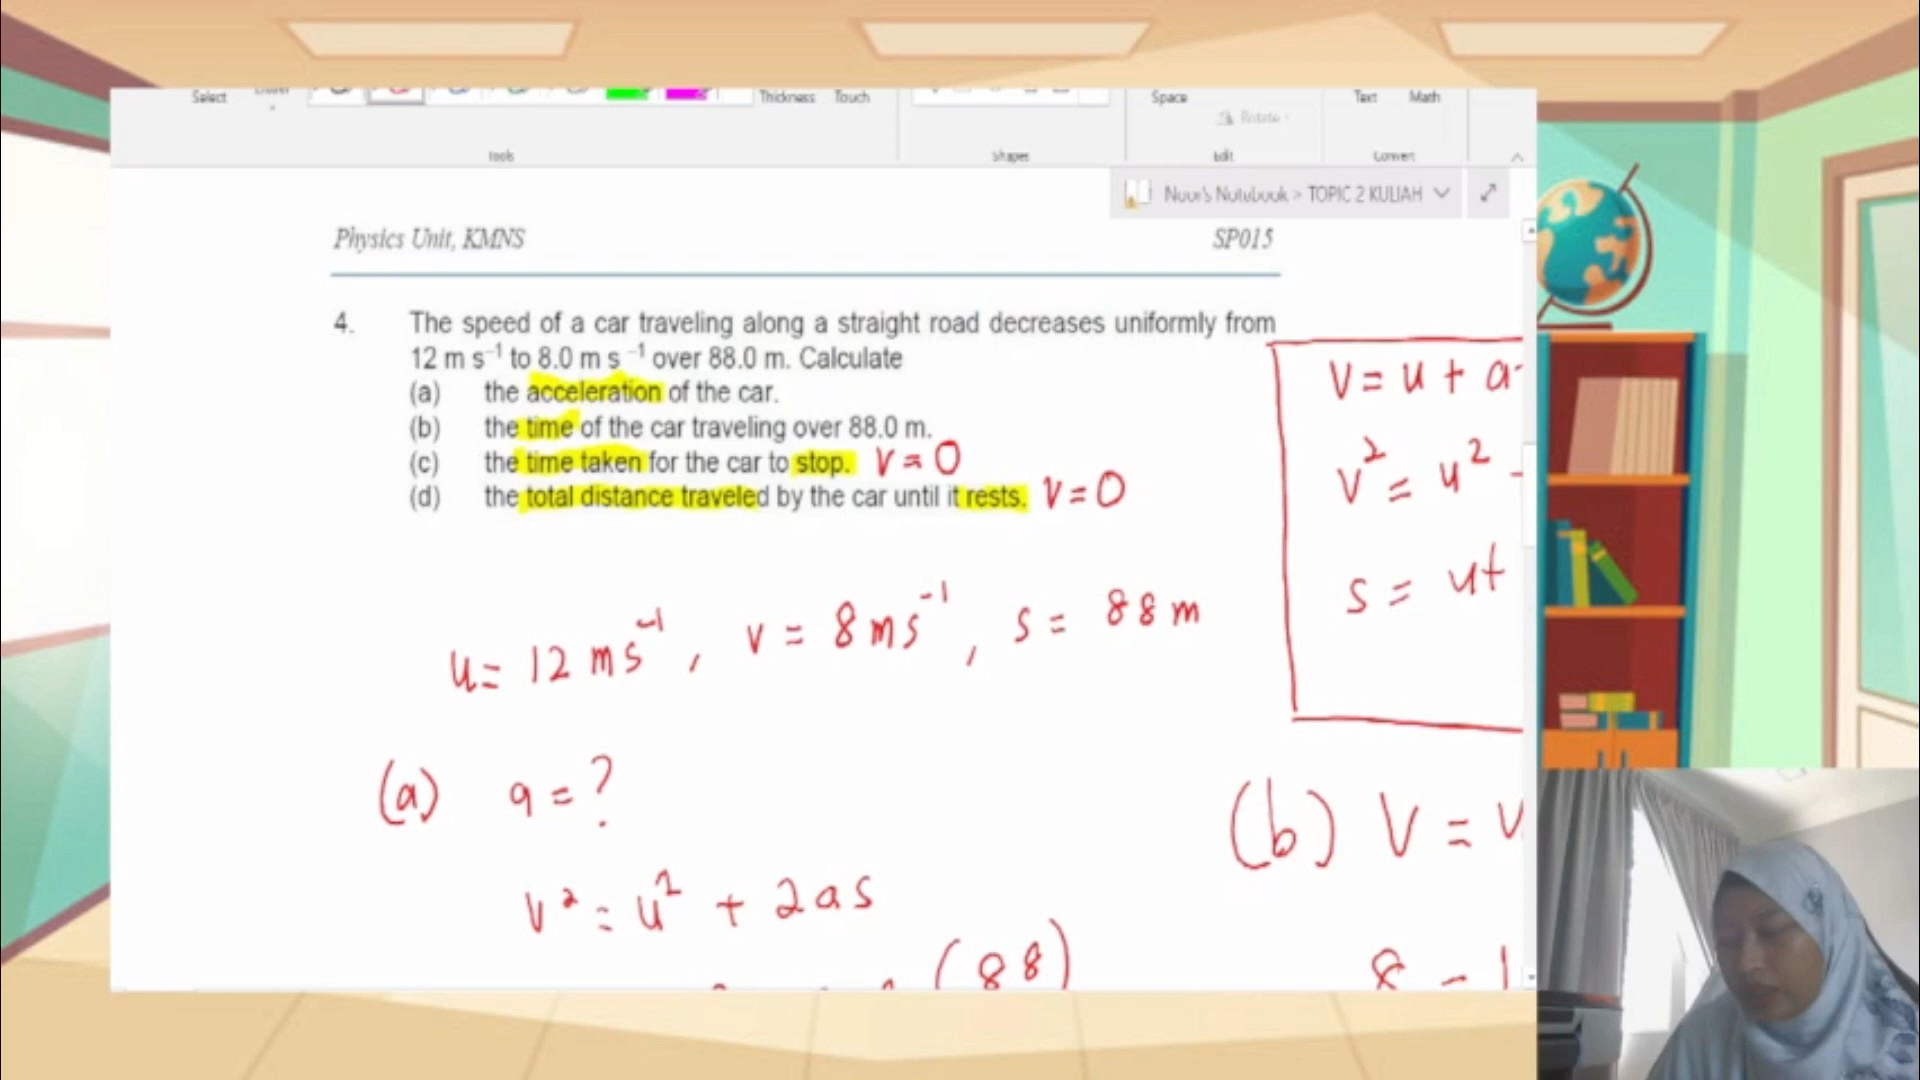 Select
Thickness Touch
Space
Text Math
Rotate
Tools
Shapes
Edit
Convert
Noor's Notebook > TOPIC 2 KULIAH
Physics Unit, KMNS SP015
4. The speed of a car traveling along a straight road decreases uniformly from
12 m s⁻¹ to 8.0 m s ⁻¹ over 88.0 m. Calculate
(a) the acceleration of the car.
(b) the time of the car traveling over 88.0 m.
(c) the time taken for the car to stop. V = 0
(d) the total distance traveled by the car until it rests. V = 0
V = u + a
V² = u²
S = ut
u = 12 ms⁻¹, v = 8 ms⁻¹, s = 88 m
(a) a = ?
(b) V =
v² = u² + 2as
(88)
8 =